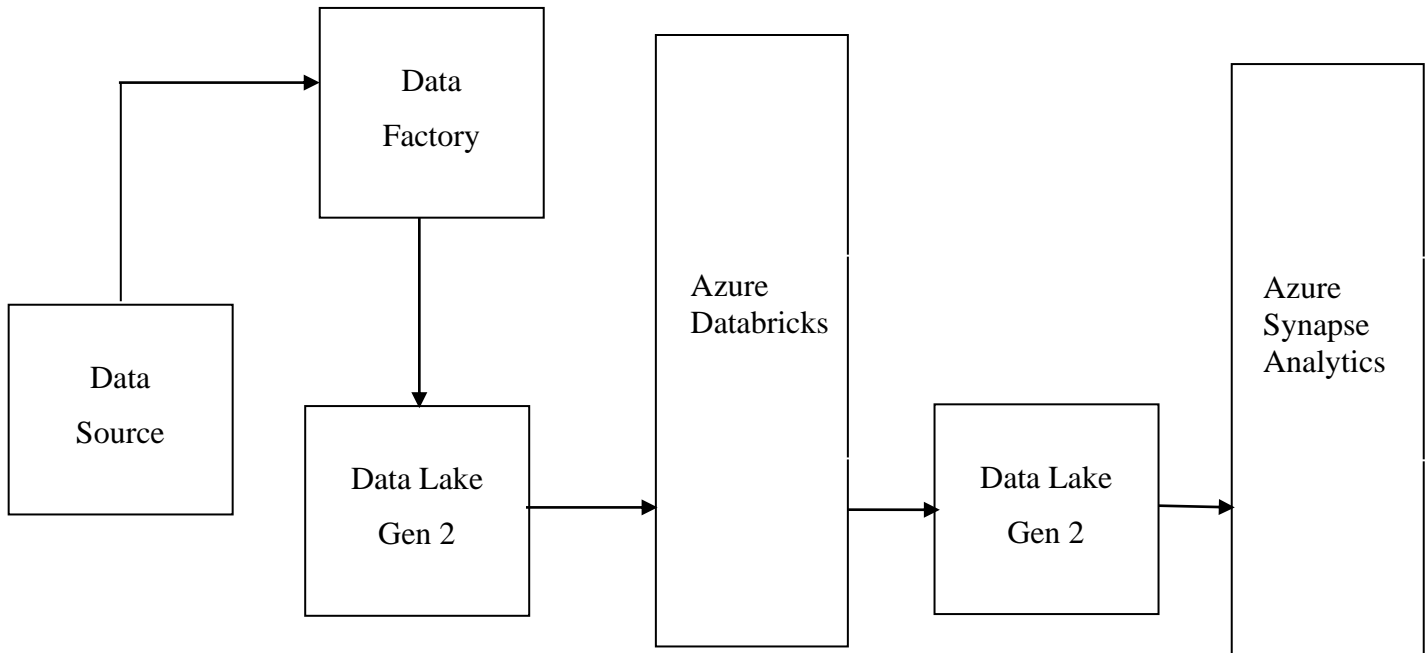 Data
Factory
Data
Source
Data Lake
Gen 2
Azure
Databricks
Data Lake
Gen 2
Azure
Synapse
Analytics